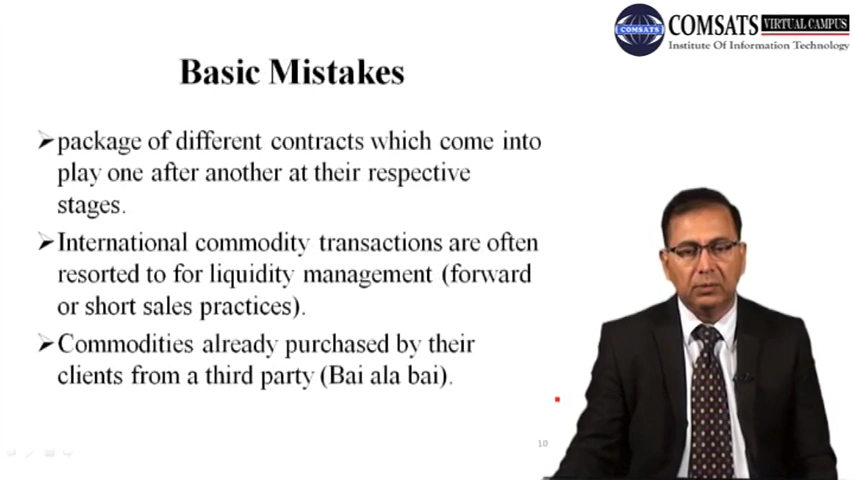 COMSATS
COMSATS VIRTUAL CAMPUS
Institute Of Information Technology
Basic Mistakes
package of different contracts which come into
play one after another at their respective
stages.
International commodity transactions are often
resorted to for liquidity management (forward
or short sales practices).
Commodities already purchased by their
clients from a third party (Bai ala bai).
10